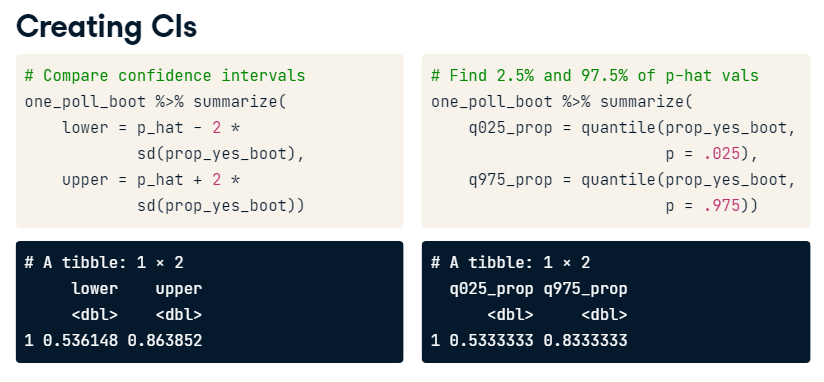 Creating CIs
# Compare confidence intervals
one_poll_boot %>% summarize(
    lower = p_hat - 2 *
            sd(prop_yes_boot),
    upper = p_hat + 2 *
            sd(prop_yes_boot))
# A tibble: 1 × 2
     lower    upper
     <dbl>    <dbl>
1 0.536148 0.863852
# Find 2.5% and 97.5% of p-hat vals
one_poll_boot %>% summarize(
    q025_prop = quantile(prop_yes_boot,
                         p = .025),
    q975_prop = quantile(prop_yes_boot,
                         p = .975))
# A tibble: 1 × 2
  q025_prop q975_prop
      <dbl>     <dbl>
1 0.5333333 0.8333333